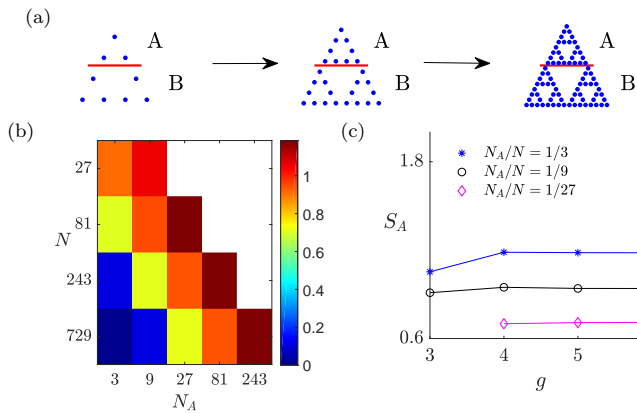 (a)
A
B
A
B
A
B
(b)
N
27
81
243
729
3 9 27 81 243
N_A
1
0.8
0.6
0.4
0.2
0
(c)
S_A
1.8
0.6
N_A/N = 1/3
N_A/N = 1/9
N_A/N = 1/27
3 4 5
g